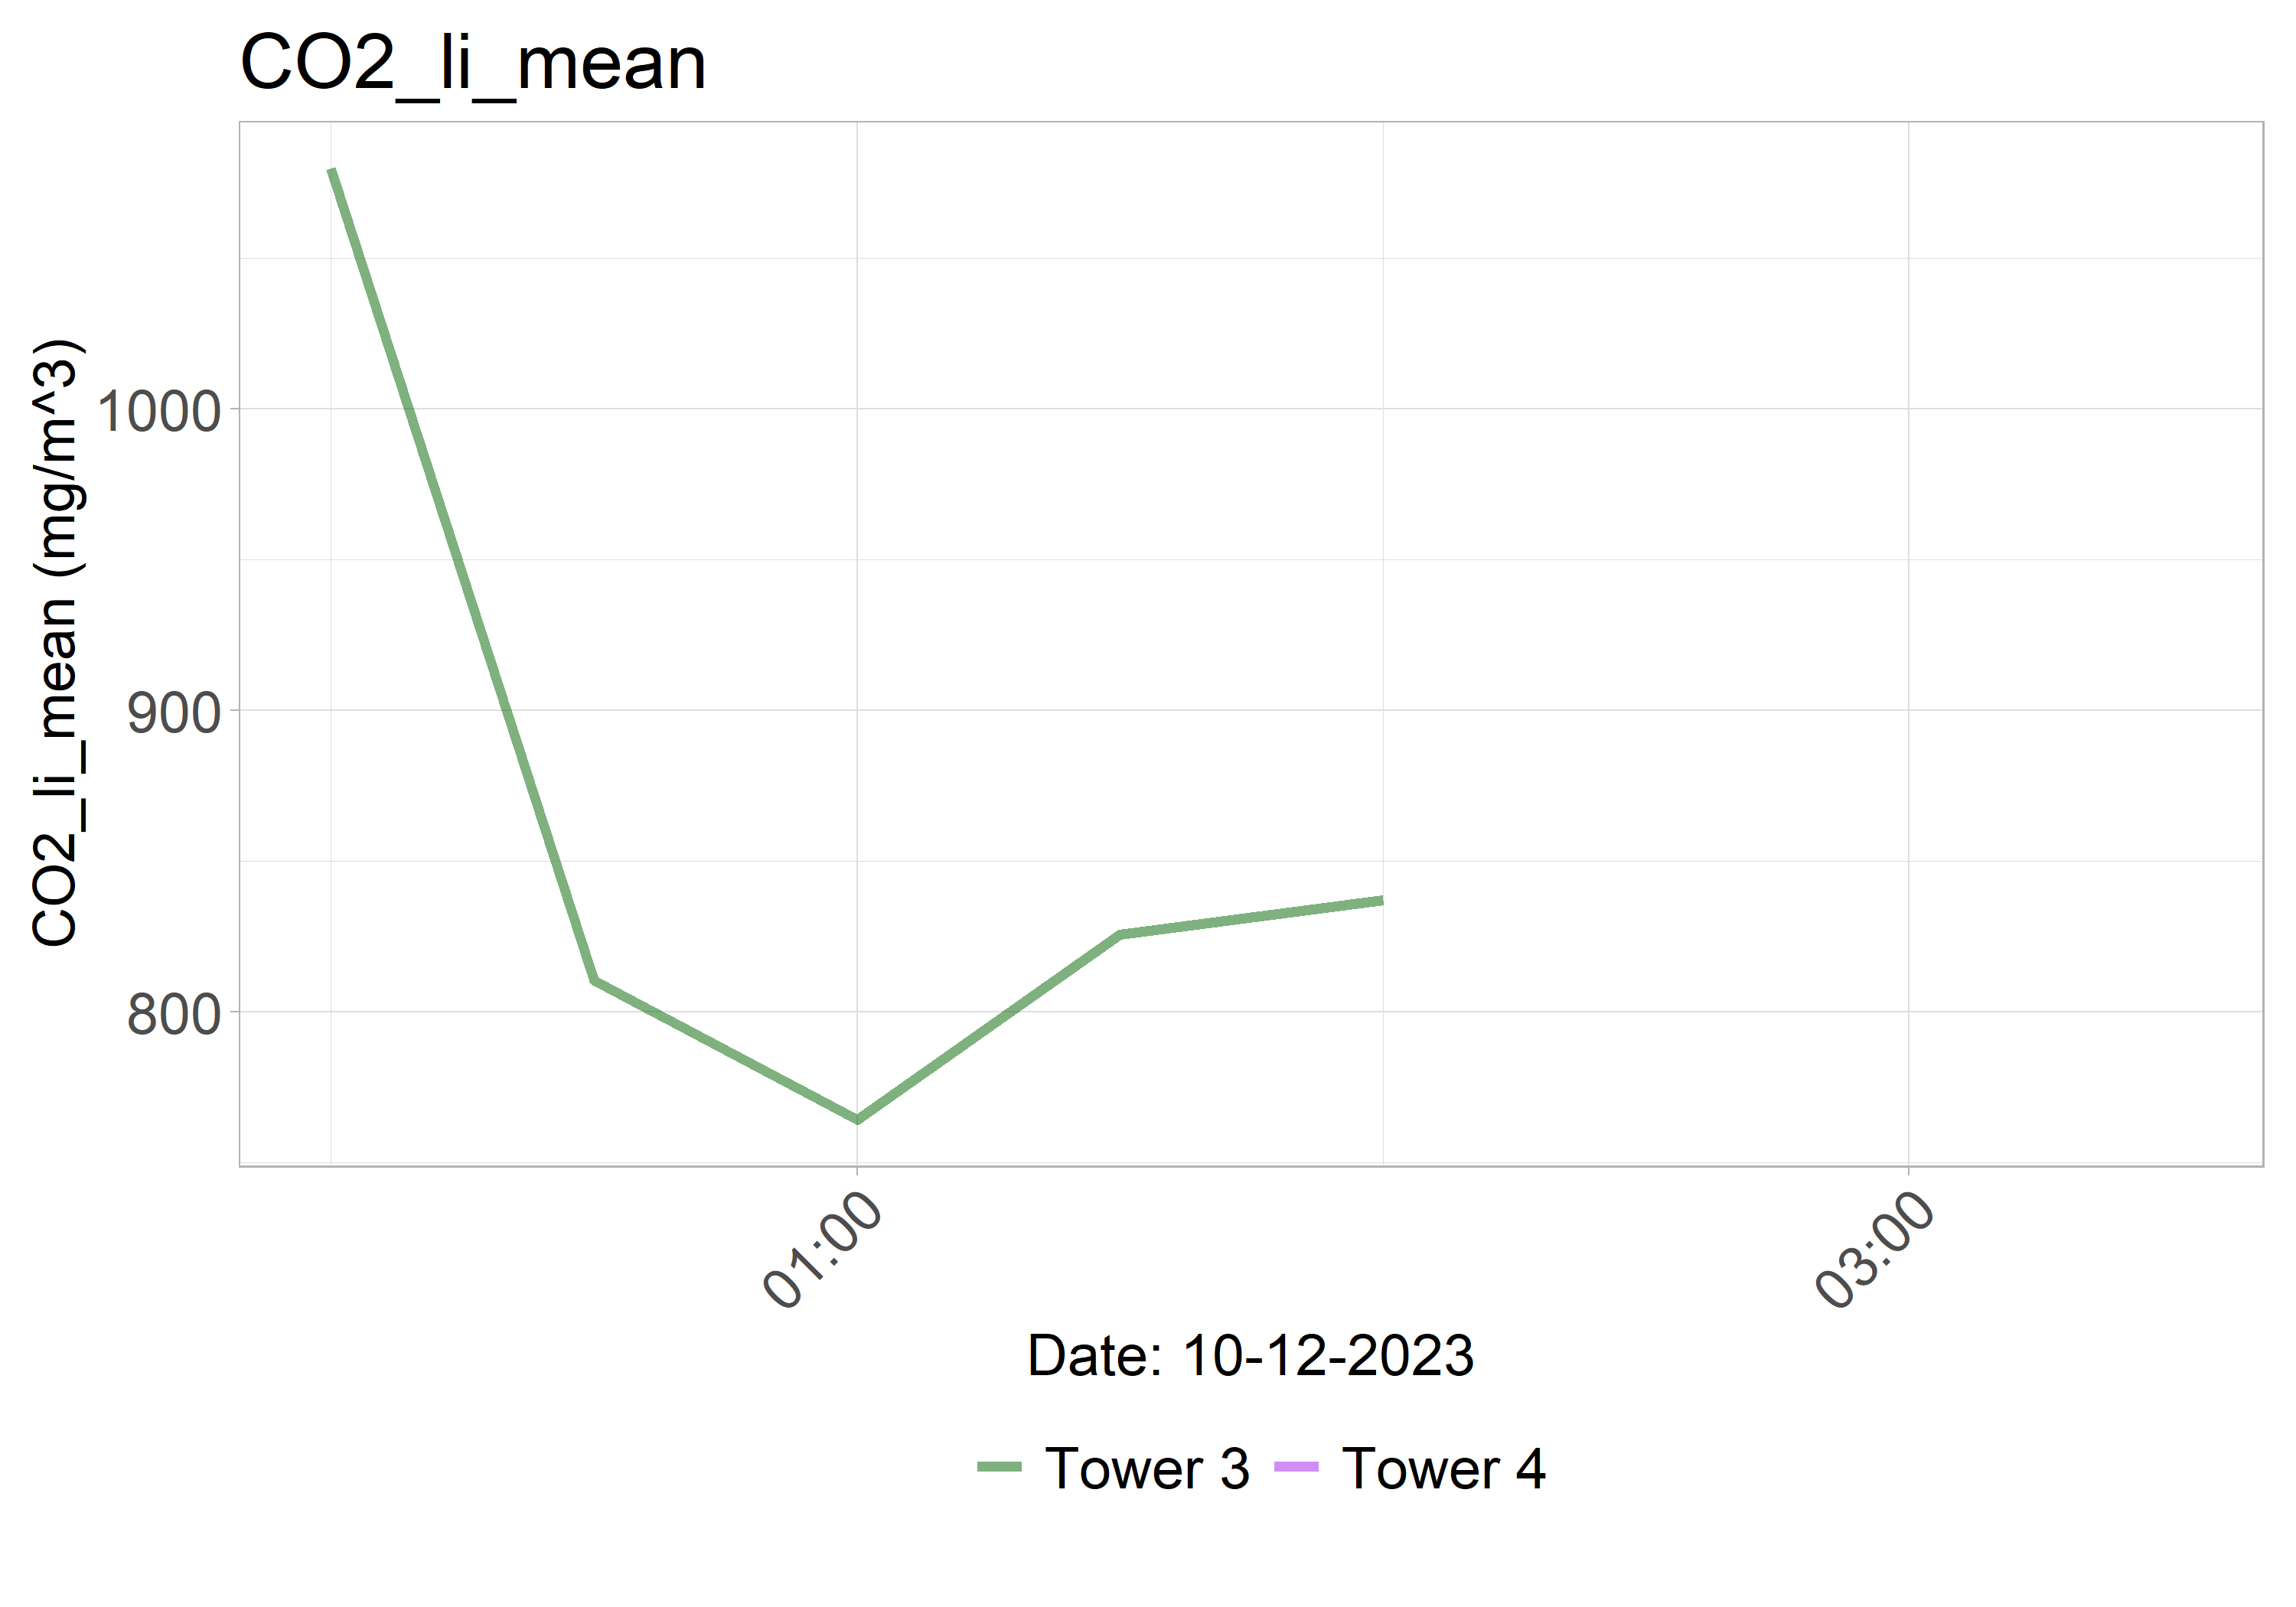 CO2_li_mean
CO2_li_mean (mg/m^3)
1000
900
800
01:00
03:00
Date: 10-12-2023
Tower 3
Tower 4